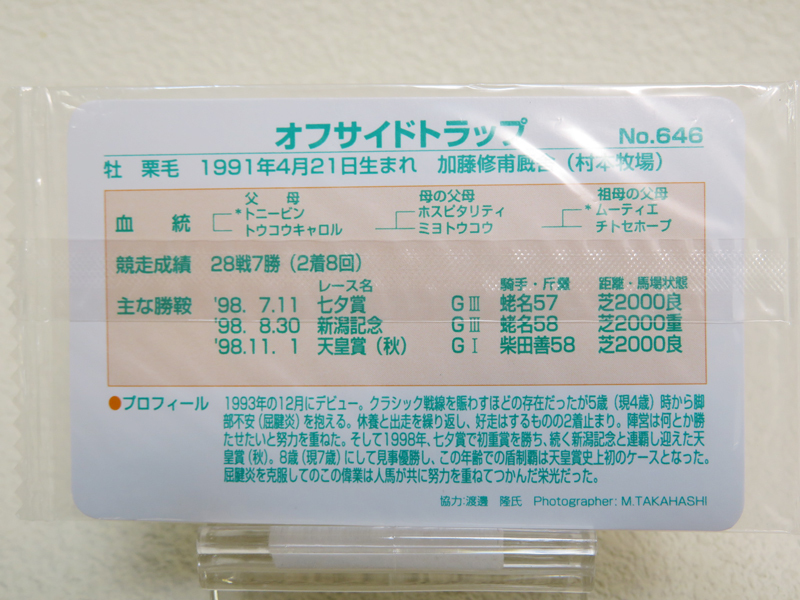 オフサイドトラップ No.646
牡 栗毛 1991年4月21日生まれ 加藤修甫厩舎（村本牧場）
父 母 母の父母 祖母の父母
血統 *トニービン ホスピタリティ *ムーティエ
トウコウキャロル ミヨトウコウ チトセホープ
競走成績 28戦7勝（2着8回）
レース名 騎手・斤量 距離・馬場状態
主な勝鞍 '98. 7.11 七夕賞 GⅢ 蛯名57 芝2000良
'98. 8.30 新潟記念 GⅢ 蛯名58 芝2000重
'98.11. 1 天皇賞（秋） GⅠ 柴田善58 芝2000良
●プロフィール 1993年の12月にデビュー。クラシック戦線を賑わすほどの存在だったが5歳（現4歳）時から脚
部不安（屈腱炎）を抱える。休養と出走を繰り返し、好走はするものの2着止まり。陣営は何とか勝
たせたいと努力を重ねた。そして1998年、七夕賞で初重賞を勝ち、続く新潟記念と連覇し迎えた天
皇賞（秋）。8歳（現7歳）にして見事優勝し、この年齢での盾制覇は天皇賞史上初のケースとなった。
屈腱炎を克服してのこの偉業は人馬が共に努力を重ねてつかんだ栄光だった。
協力:渡邊 隆氏 Photographer: M.TAKAHASHI